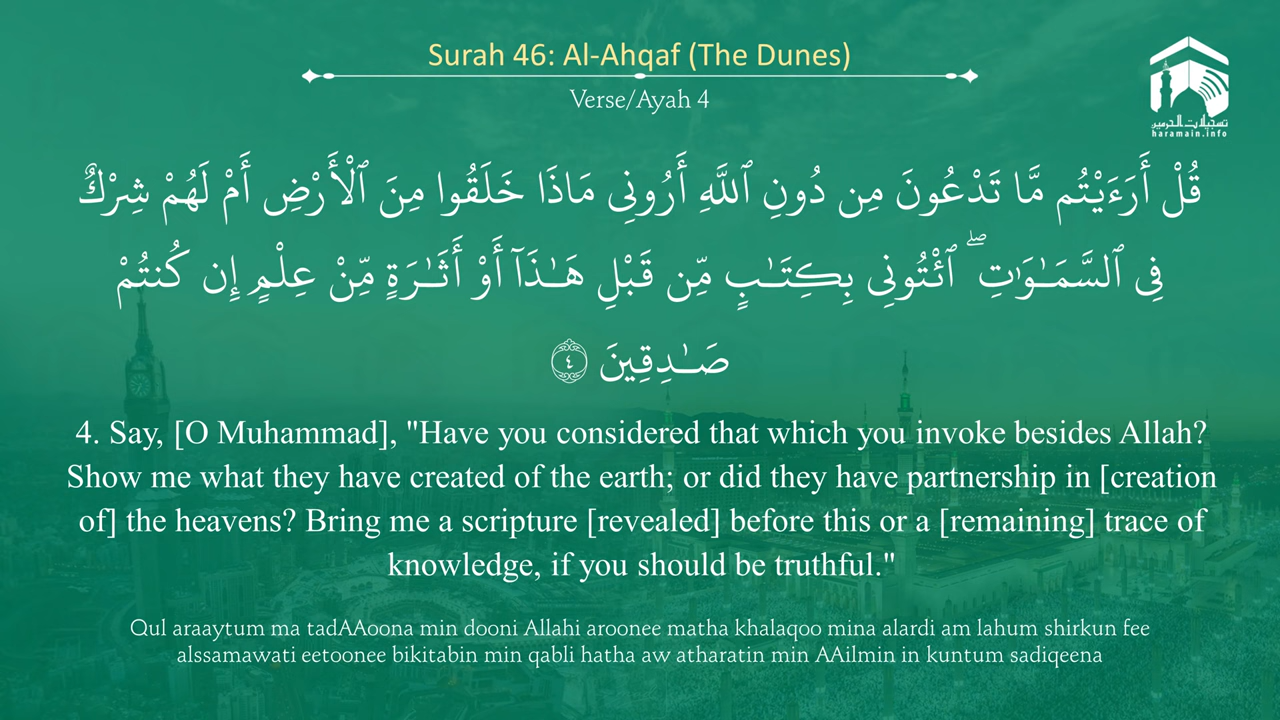 Surah 46: Al-Ahqaf (The Dunes)
Verse/Ayah 4
تسجيلات الحرمين
haramain.info
قُلْ أَرَءَيْتُم مَّا تَدْعُونَ مِن دُونِ ٱللَّهِ أَرُونِى مَاذَا خَلَقُوا مِنَ ٱلْأَرْضِ أَمْ لَهُمْ شِرْكٌ
فِى ٱلسَّمَـٰوَٰتِ ۖ ٱئْتُونِى بِكِتَـٰبٍ مِّن قَبْلِ هَـٰذَآ أَوْ أَثَـٰرَةٍ مِّنْ عِلْمٍ إِن كُنتُمْ
صَـٰدِقِينَ ٤
4. Say, [O Muhammad], "Have you considered that which you invoke besides Allah?
Show me what they have created of the earth; or did they have partnership in [creation
of] the heavens? Bring me a scripture [revealed] before this or a [remaining] trace of
knowledge, if you should be truthful."
Qul araaytum ma tadAAoona min dooni Allahi aroonee matha khalaqoo mina alardi am lahum shirkun fee
alssamawati eetoonee bikitabin min qabli hatha aw atharatin min AAilmin in kuntum sadiqeena